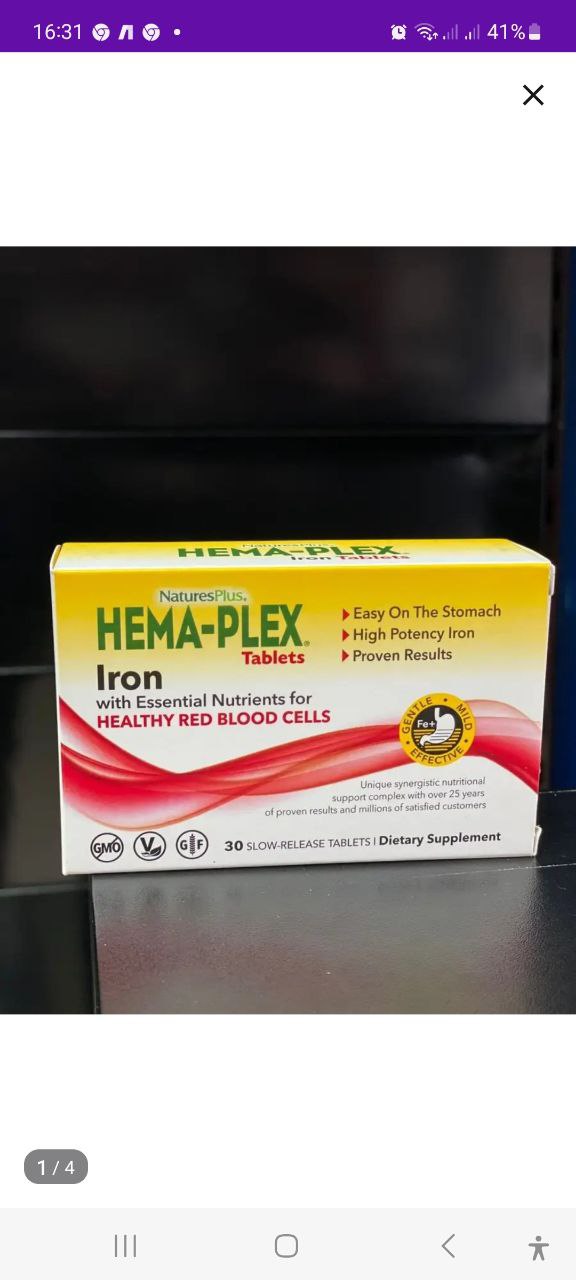 16:31
41%
NaturesPlus.
HEMA-PLEX
Iron Tablets
NaturesPlus.
HEMA-PLEX®
Tablets
Iron
with Essential Nutrients for
HEALTHY RED BLOOD CELLS
Easy On The Stomach
High Potency Iron
Proven Results
GENTLE • MILD • EFFECTIVE •
Fe+
Unique synergistic nutritional
support complex with over 25 years
of proven results and millions of satisfied customers
GMO V GF 30 SLOW-RELEASE TABLETS | Dietary Supplement
1 / 4